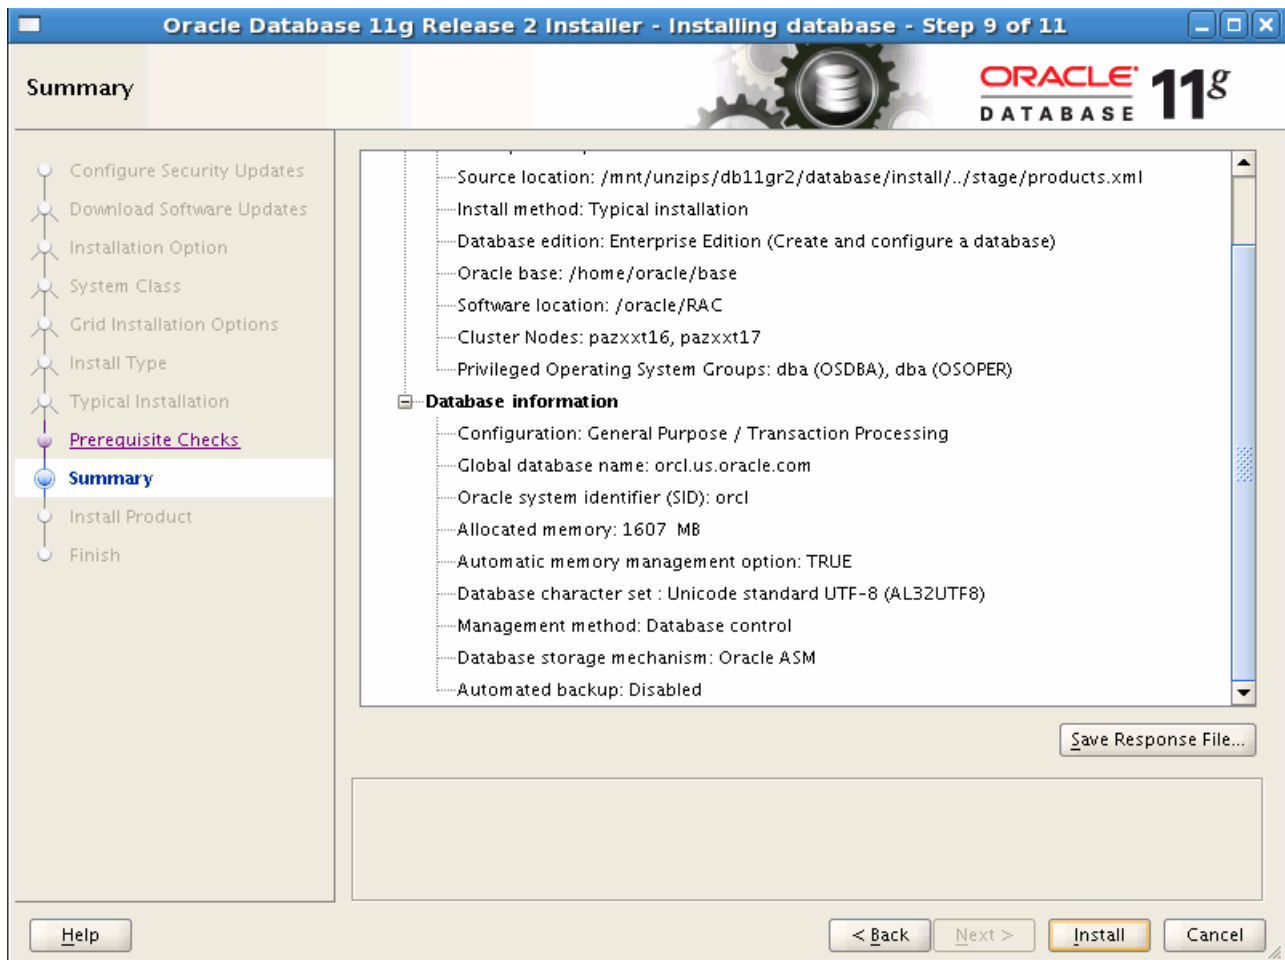 Oracle Database 11g Release 2 Installer - Installing database - Step 9 of 11
Summary
ORACLE
DATABASE
11g
Configure Security Updates
Download Software Updates
Installation Option
System Class
Grid Installation Options
Install Type
Typical Installation
Prerequisite Checks
Summary
Install Product
Finish
Source location: /mnt/unzips/db11gr2/database/install/../stage/products.xml
Install method: Typical installation
Database edition: Enterprise Edition (Create and configure a database)
Oracle base: /home/oracle/base
Software location: /oracle/RAC
Cluster Nodes: pazxxt16, pazxxt17
Privileged Operating System Groups: dba (OSDBA), dba (OSOPER)
Database information
Configuration: General Purpose / Transaction Processing
Global database name: orcl.us.oracle.com
Oracle system identifier (SID): orcl
Allocated memory: 1607 MB
Automatic memory management option: TRUE
Database character set : Unicode standard UTF-8 (AL32UTF8)
Management method: Database control
Database storage mechanism: Oracle ASM
Automated backup: Disabled
Save Response File...
Help
< Back
Next >
Install
Cancel